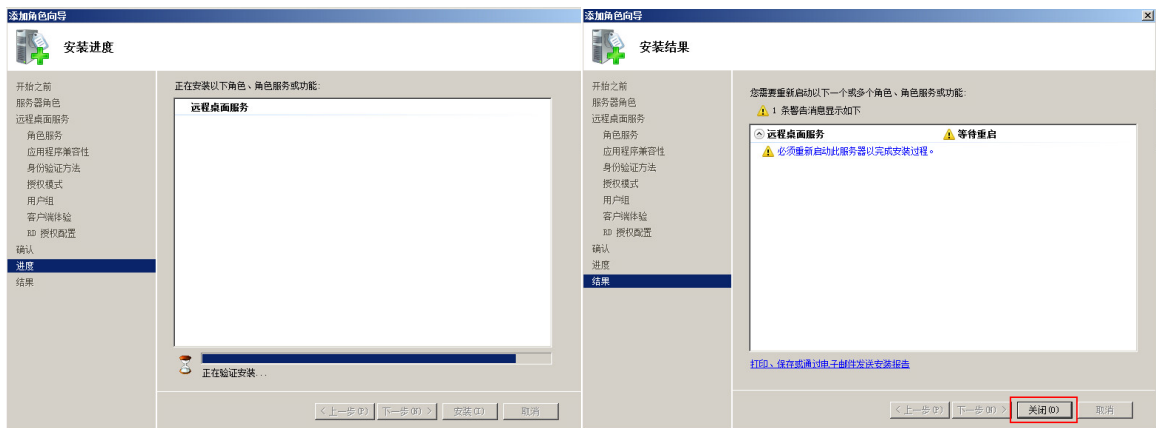 添加角色向导
安装进度
开始之前
服务器角色
远程桌面服务
角色服务
应用程序兼容性
身份验证方法
授权模式
用户组
客户端体验
RD 授权配置
确认
进度
结果
正在安装以下角色、角色服务或功能:
远程桌面服务
正在验证安装...
< 上一步(P)
下一步(N) >
安装(I)
取消
添加角色向导
安装结果
开始之前
服务器角色
远程桌面服务
角色服务
应用程序兼容性
身份验证方法
授权模式
用户组
客户端体验
RD 授权配置
确认
进度
结果
您需要重新启动以下一个或多个角色、角色服务或功能:
1 条警告消息显示如下
远程桌面服务 等待重启
必须重新启动此服务器以完成安装过程。
打印、保存或通过电子邮件发送安装报告
< 上一步(P)
下一步(N) >
关闭(O)
取消